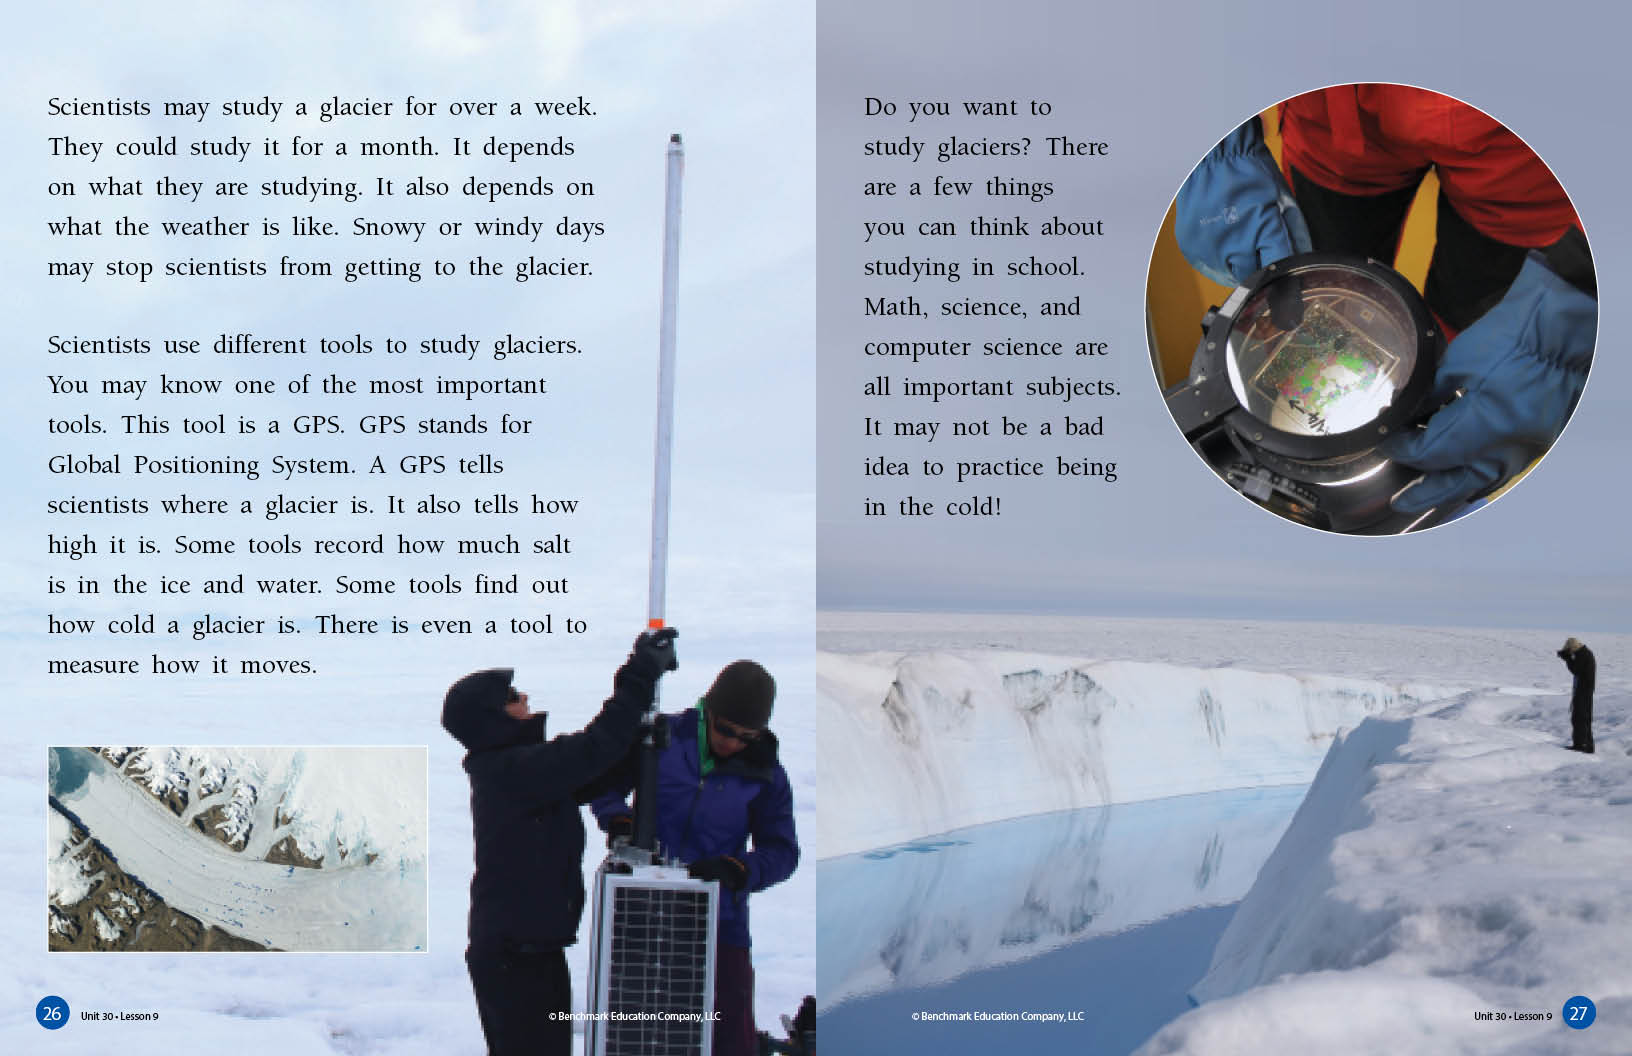 Scientists may study a glacier for over a week.
They could study it for a month. It depends
on what they are studying. It also depends on
what the weather is like. Snowy or windy days
may stop scientists from getting to the glacier.
Scientists use different tools to study glaciers.
You may know one of the most important
tools. This tool is a GPS. GPS stands for
Global Positioning System. A GPS tells
scientists where a glacier is. It also tells how
high it is. Some tools record how much salt
is in the ice and water. Some tools find out
how cold a glacier is. There is even a tool to
measure how it moves.
26
Unit 30 • Lesson 9
© Benchmark Education Company, LLC
Do you want to
study glaciers? There
are a few things
you can think about
studying in school.
Math, science, and
computer science are
all important subjects.
It may not be a bad
idea to practice being
in the cold!
© Benchmark Education Company, LLC
Unit 30 • Lesson 9
27